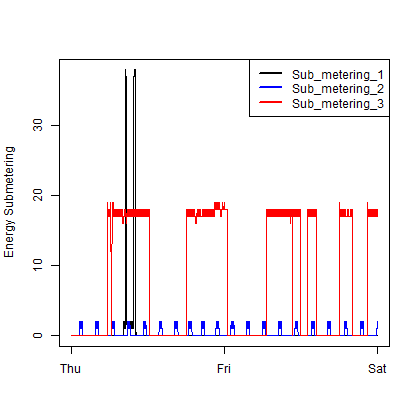 Sub_metering_1
Sub_metering_2
Sub_metering_3
Energy Submetering
30
20
10
0
Thu Fri Sat